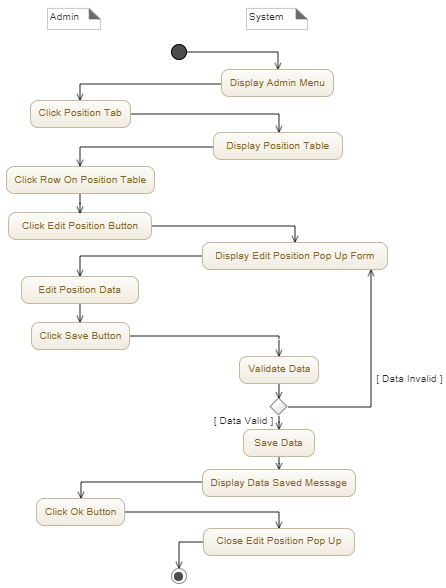 Admin
System
Display Admin Menu
Click Position Tab
Display Position Table
Click Row On Position Table
Click Edit Position Button
Display Edit Position Pop Up Form
Edit Position Data
Click Save Button
Validate Data
[ Data Invalid ]
[ Data Valid ]
Save Data
Display Data Saved Message
Click Ok Button
Close Edit Position Pop Up